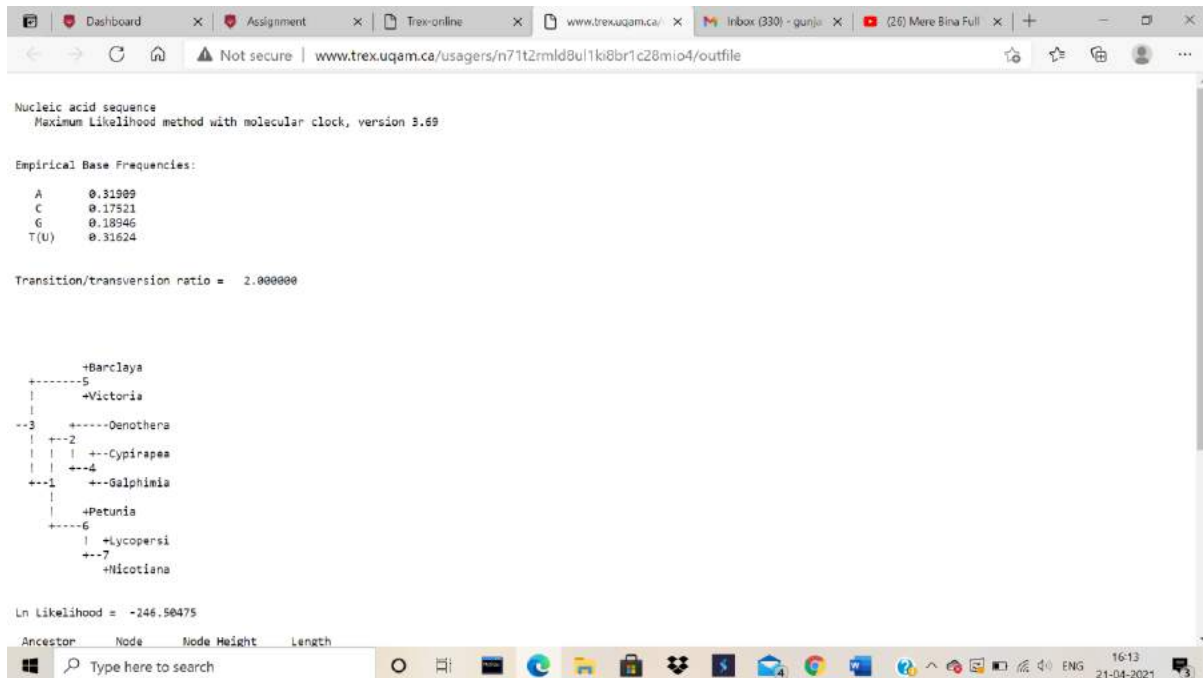 Dashboard
Assignment
Trex-online
www.trex.uqam.ca/
Inbox (330) - gunja
(26) Mere Bina Full
Not secure | www.trex.uqam.ca/usagers/n71t2rmld8ul1ki8br1c28mio4/outfile
Nucleic acid sequence
Maximum Likelihood method with molecular clock, version 3.69
Empirical Base Frequencies:
A 0.31909
C 0.17521
G 0.18946
T(U) 0.31624
Transition/transversion ratio = 2.000000
+Barclaya
+-------5
! +Victoria
!
--3 +-----Oenothera
! +--2
! ! ! +--Cypirapea
! ! +--4
+--1 +--Galphimia
!
! +Petunia
+----6
! +Lycopersi
+--7
+Nicotiana
Ln Likelihood = -246.50475
Ancestor Node Node Height Length
Type here to search
ENG
16:13
21-04-2021